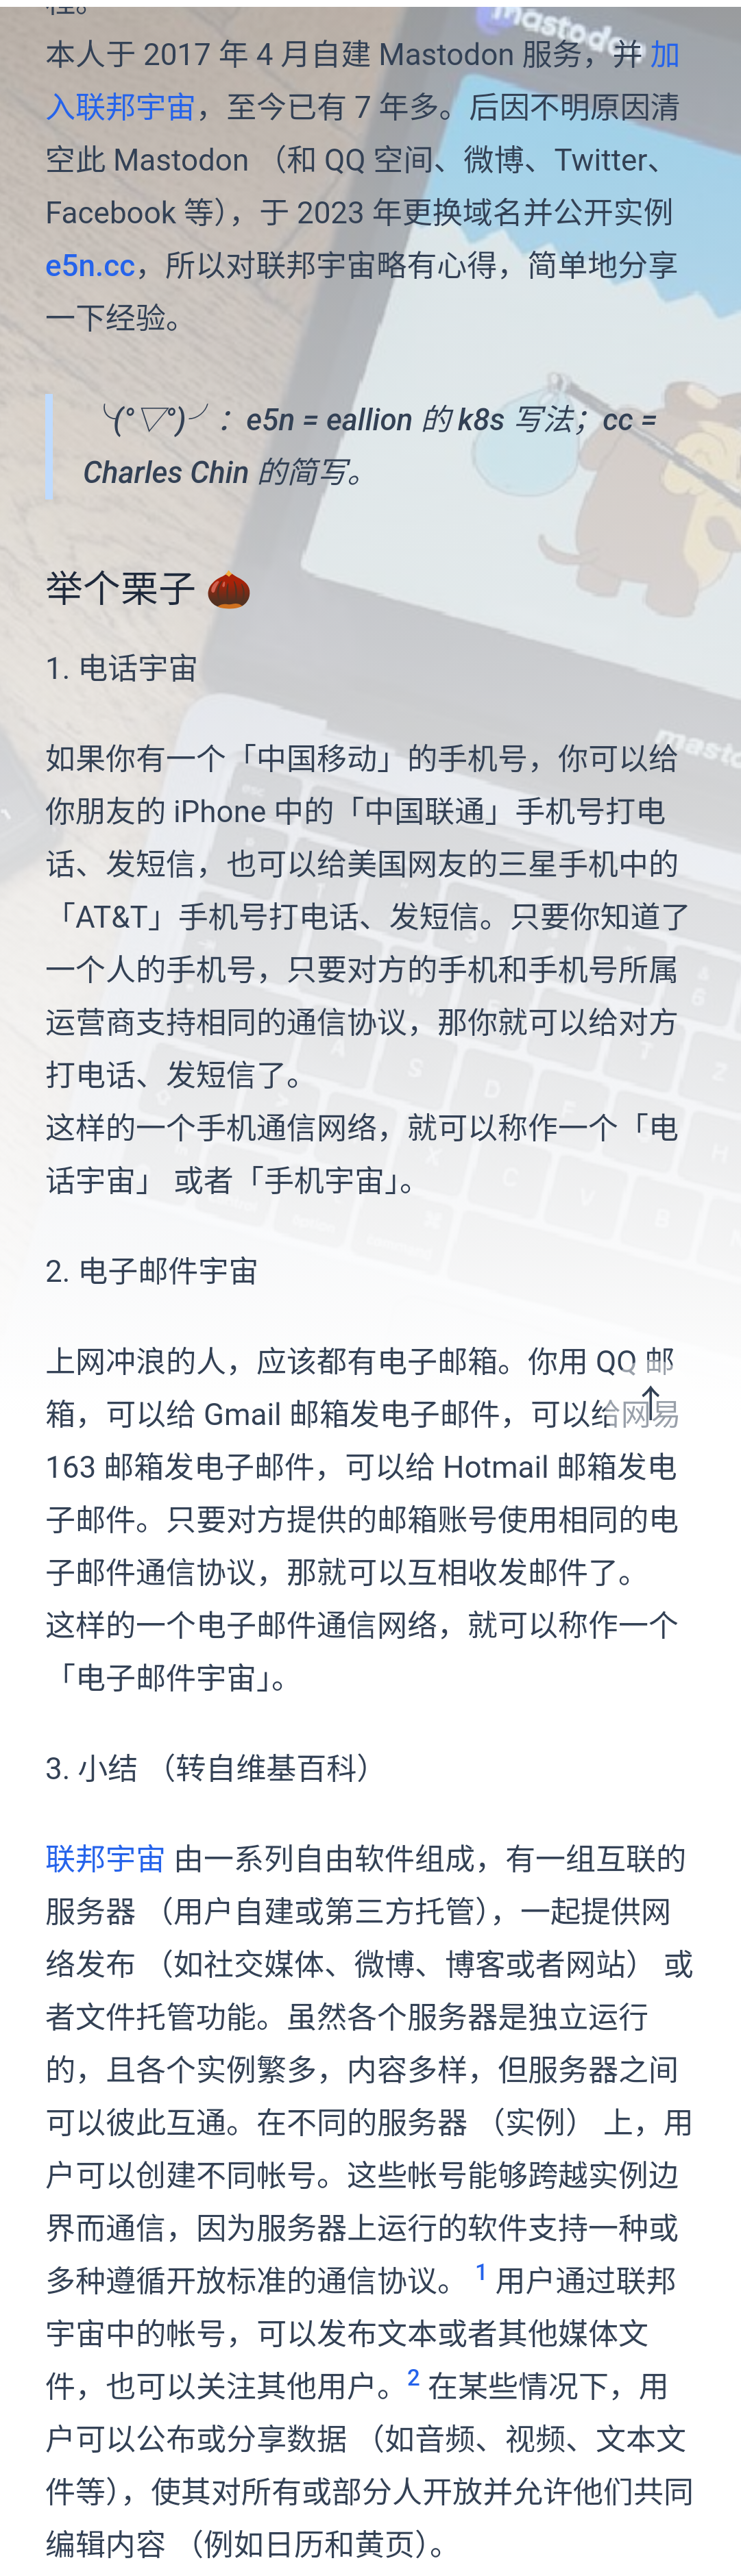 本人于 2017 年 4 月自建 Mastodon 服务，并 加
入联邦宇宙，至今已有 7 年多。后因不明原因清
空此 Mastodon （和 QQ 空间、微博、Twitter、
Facebook 等），于 2023 年更换域名并公开实例
e5n.cc，所以对联邦宇宙略有心得，简单地分享
一下经验。
╰(°▽°)╯ ：e5n = eallion 的 k8s 写法；cc =
Charles Chin 的简写。
举个栗子 🌰
1. 电话宇宙
如果你有一个「中国移动」的手机号，你可以给
你朋友的 iPhone 中的「中国联通」手机号打电
话、发短信，也可以给美国网友的三星手机中的
「AT&T」手机号打电话、发短信。只要你知道了
一个人的手机号，只要对方的手机和手机号所属
运营商支持相同的通信协议，那你就可以给对方
打电话、发短信了。
这样的一个手机通信网络，就可以称作一个「电
话宇宙」 或者「手机宇宙」。
2. 电子邮件宇宙
上网冲浪的人，应该都有电子邮箱。你用 QQ 邮
箱，可以给 Gmail 邮箱发电子邮件，可以给网易
163 邮箱发电子邮件，可以给 Hotmail 邮箱发电
子邮件。只要对方提供的邮箱账号使用相同的电
子邮件通信协议，那就可以互相收发邮件了。
这样的一个电子邮件通信网络，就可以称作一个
「电子邮件宇宙」。
3. 小结 （转自维基百科）
联邦宇宙 由一系列自由软件组成，有一组互联的
服务器 （用户自建或第三方托管），一起提供网
络发布 （如社交媒体、微博、博客或者网站） 或
者文件托管功能。虽然各个服务器是独立运行
的，且各个实例繁多，内容多样，但服务器之间
可以彼此互通。在不同的服务器 （实例） 上，用
户可以创建不同帐号。这些帐号能够跨越实例边
界而通信，因为服务器上运行的软件支持一种或
多种遵循开放标准的通信协议。 1 用户通过联邦
宇宙中的帐号，可以发布文本或者其他媒体文
件，也可以关注其他用户。2 在某些情况下，用
户可以公布或分享数据 （如音频、视频、文本文
件等），使其对所有或部分人开放并允许他们共同
编辑内容 （例如日历和黄页）。